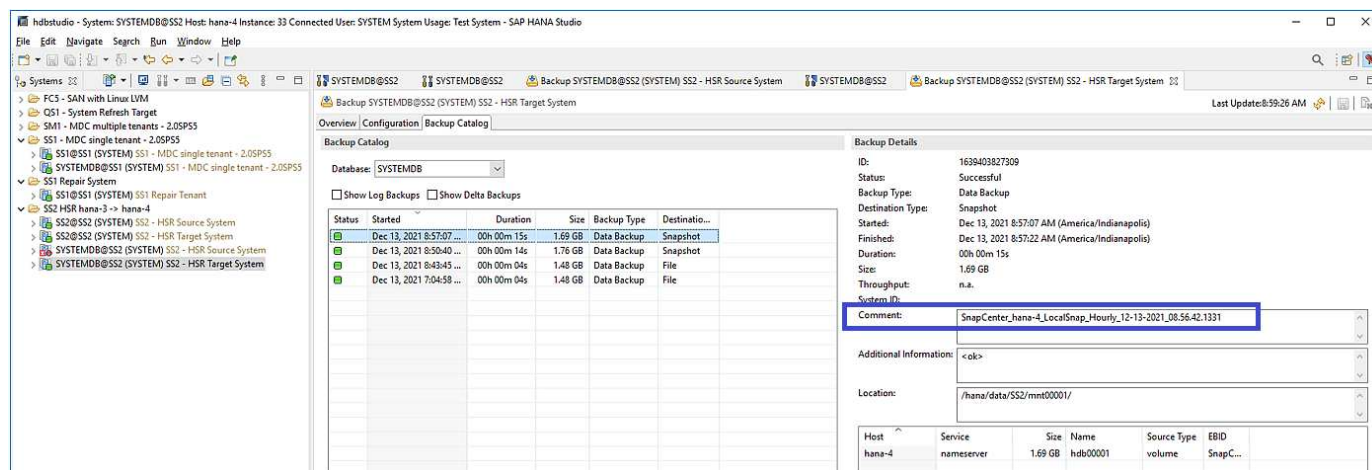 hdbstudio - System: SYSTEMDB@SS2 Host: hana-4 Instance: 33 Connected User: SYSTEM System Usage: Test System - SAP HANA Studio
File Edit Navigate Search Run Window Help
Systems
SYSTEMDB@SS2 SYSTEMDB@SS2 Backup SYSTEMDB@SS2 (SYSTEM) SS2 - HSR Source System SYSTEMDB@SS2 Backup SYSTEMDB@SS2 (SYSTEM) SS2 - HSR Target System
FC5 - SAN with Linux LVM
QS1 - System Refresh Target
SM1 - MDC multiple tenants - 2.0SPS5
SS1 - MDC single tenant - 2.0SPS5
SS1@SS1 (SYSTEM) SS1 - MDC single tenant - 2.0SPS5
SYSTEMDB@SS1 (SYSTEM) SS1 - MDC single tenant - 2.0SPS5
SS1 Repair System
SS1@SS1 (SYSTEM) SS1 Repair Tenant
SS2 HSR hana-3 -> hana-4
SS2@SS2 (SYSTEM) SS2 - HSR Source System
SS2@SS2 (SYSTEM) SS2 - HSR Target System
SYSTEMDB@SS2 (SYSTEM) SS2 - HSR Source System
SYSTEMDB@SS2 (SYSTEM) SS2 - HSR Target System
Backup SYSTEMDB@SS2 (SYSTEM) SS2 - HSR Target System
Last Update:8:59:26 AM
Overview Configuration Backup Catalog
Backup Catalog
Database: SYSTEMDB
Show Log Backups Show Delta Backups
Status Started Duration Size Backup Type Destinatio...
Dec 13, 2021 8:57:07 ... 00h 00m 15s 1.69 GB Data Backup Snapshot
Dec 13, 2021 8:50:40 ... 00h 00m 14s 1.76 GB Data Backup Snapshot
Dec 13, 2021 8:43:45 ... 00h 00m 04s 1.48 GB Data Backup File
Dec 13, 2021 7:04:58 ... 00h 00m 04s 1.48 GB Data Backup File
Backup Details
ID: 1639403827309
Status: Successful
Backup Type: Data Backup
Destination Type: Snapshot
Started: Dec 13, 2021 8:57:07 AM (America/Indianapolis)
Finished: Dec 13, 2021 8:57:22 AM (America/Indianapolis)
Duration: 00h 00m 15s
Size: 1.69 GB
Throughput: n.a.
System ID:
Comment: SnapCenter_hana-4_LocalSnap_Hourly_12-13-2021_08.56.42.1331
Additional Information: <ok>
Location: /hana/data/SS2/mnt00001/
Host Service Size Name Source Type EBID
hana-4 nameserver 1.69 GB hdb00001 volume SnapC...